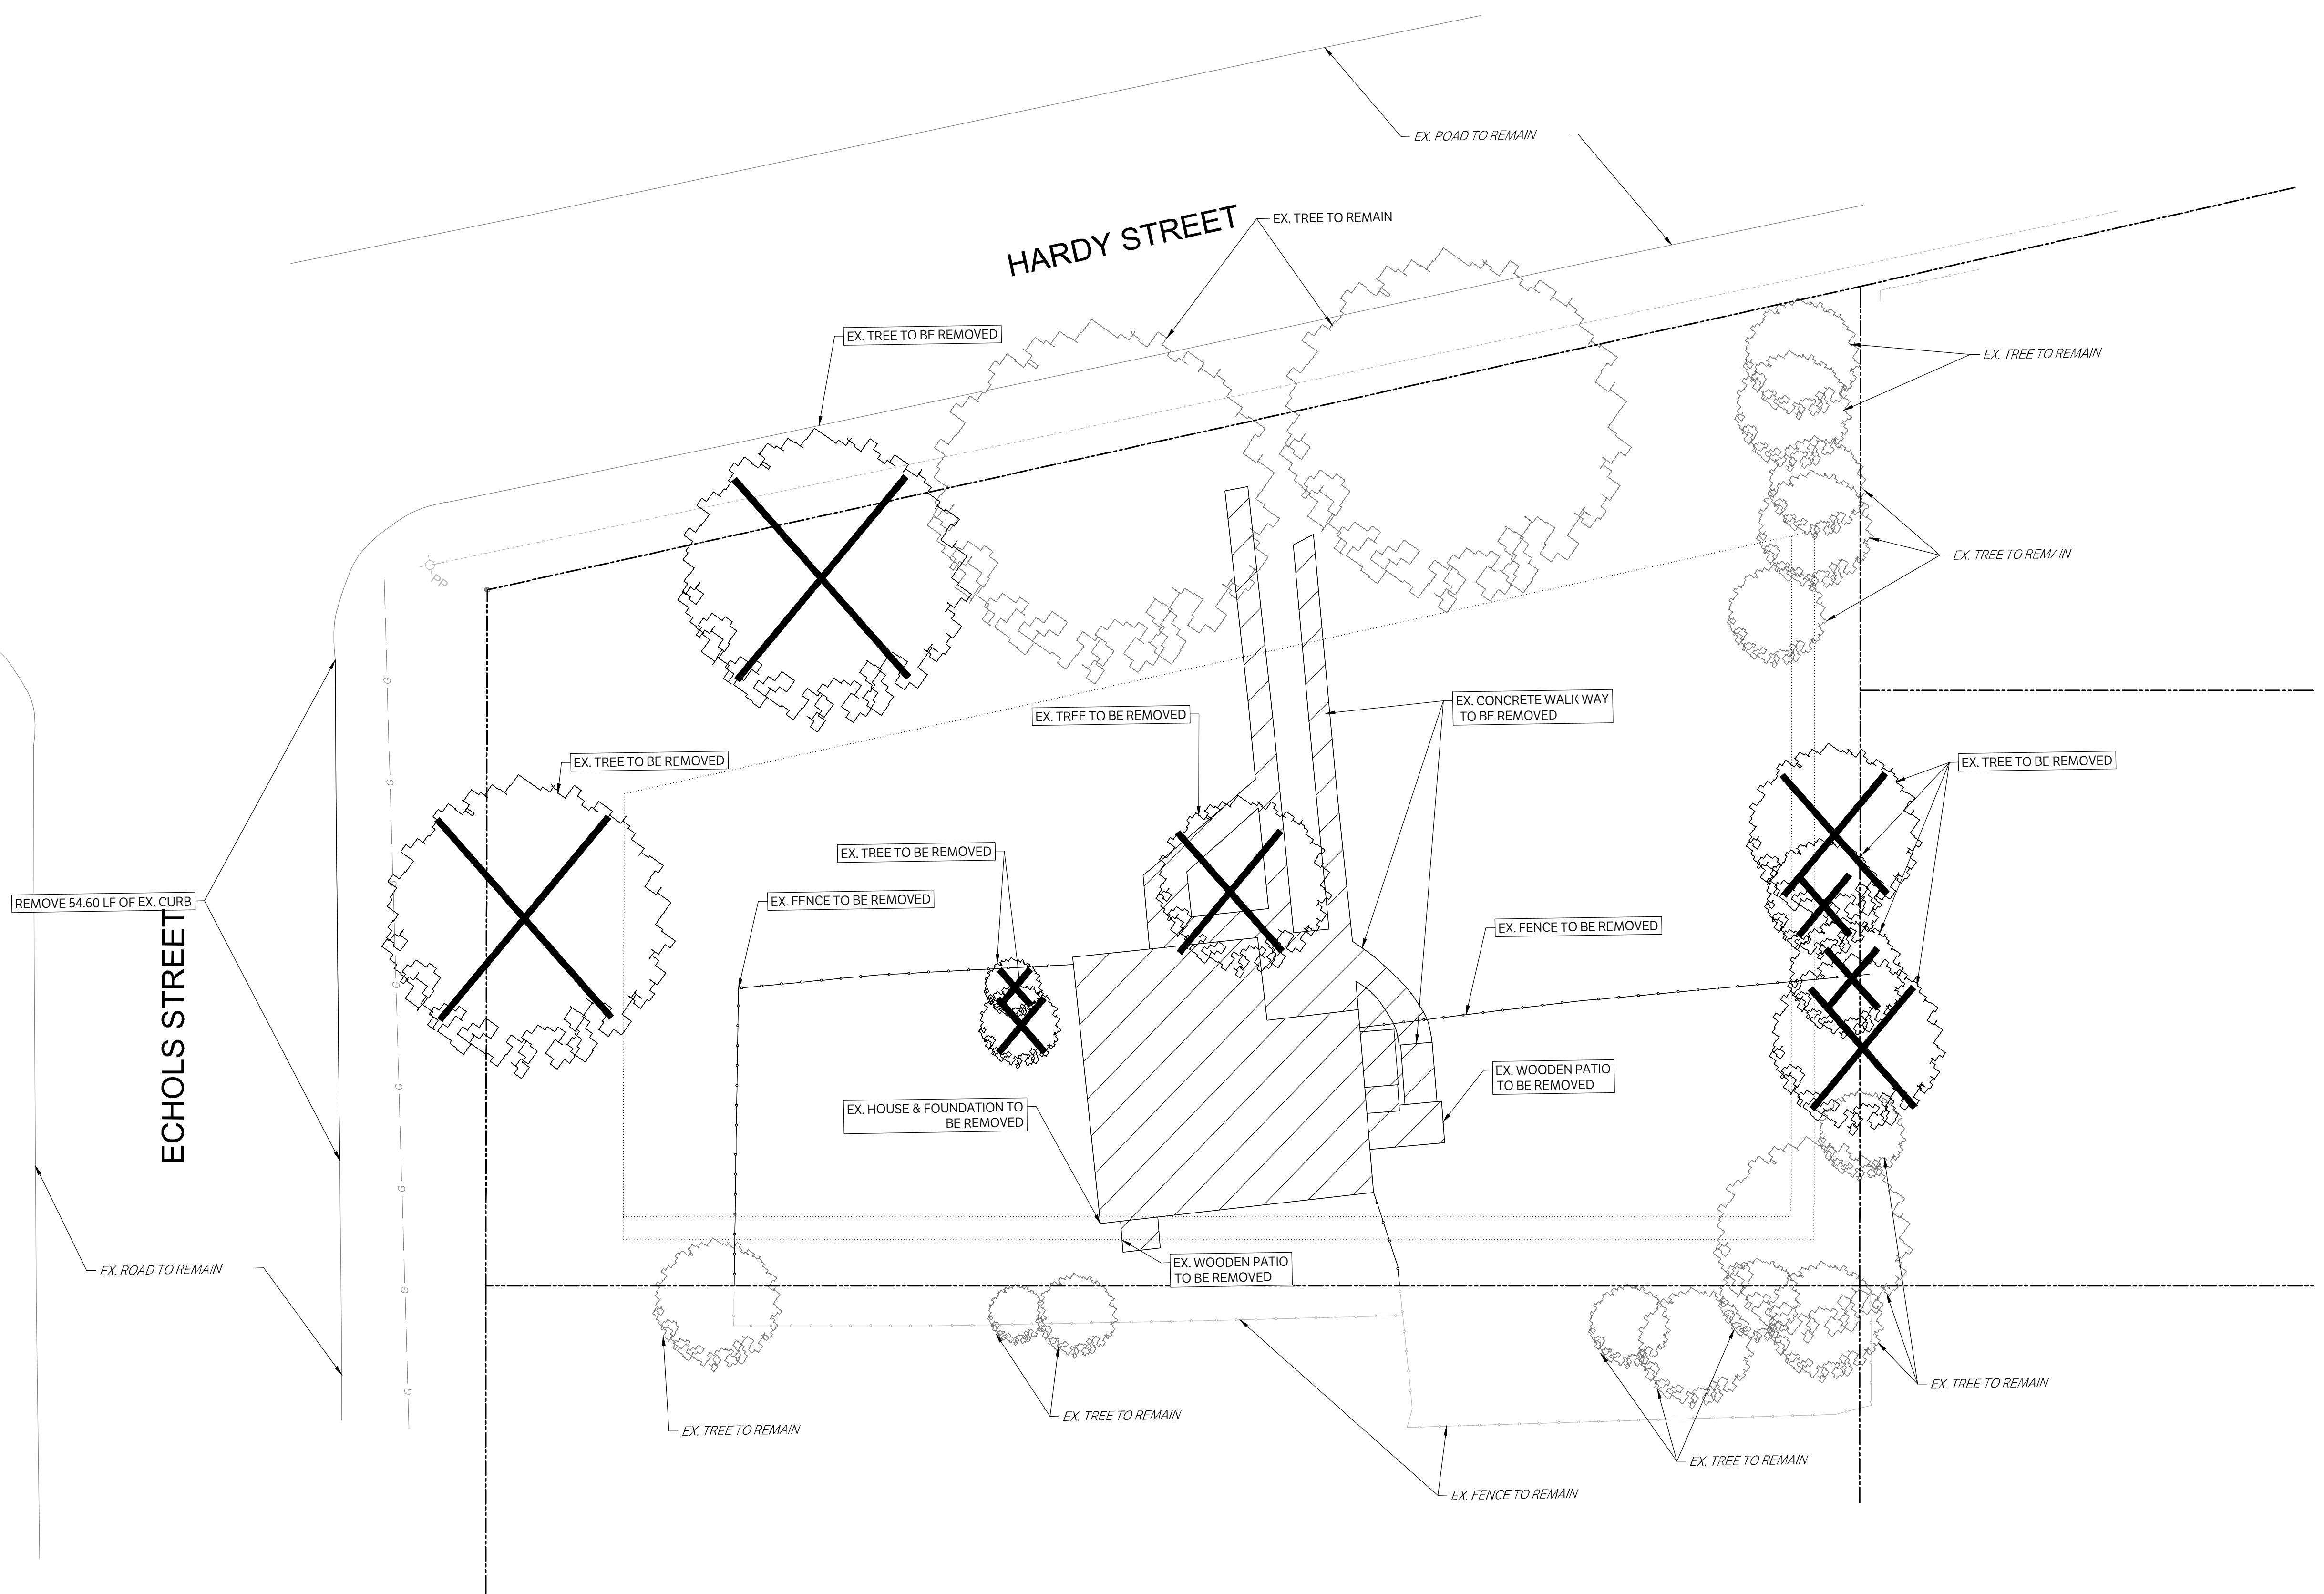 EX. ROAD TO REMAIN
HARDY STREET
EX. TREE TO REMAIN
EX. TREE TO BE REMOVED
EX. TREE TO REMAIN
EX. TREE TO REMAIN
PP
G
EX. TREE TO BE REMOVED
EX. CONCRETE WALK WAY
TO BE REMOVED
EX. TREE TO BE REMOVED
EX. TREE TO BE REMOVED
G
EX. TREE TO BE REMOVED
G
REMOVE 54.60 LF OF EX. CURB
EX. FENCE TO BE REMOVED
EX. FENCE TO BE REMOVED
ECHOLS STREET
G
EX. WOODEN PATIO
TO BE REMOVED
G
EX. HOUSE & FOUNDATION TO
BE REMOVED
G
EX. ROAD TO REMAIN
EX. WOODEN PATIO
TO BE REMOVED
G
G
EX. TREE TO REMAIN
EX. TREE TO REMAIN
EX. TREE TO REMAIN
EX. TREE TO REMAIN
EX. FENCE TO REMAIN